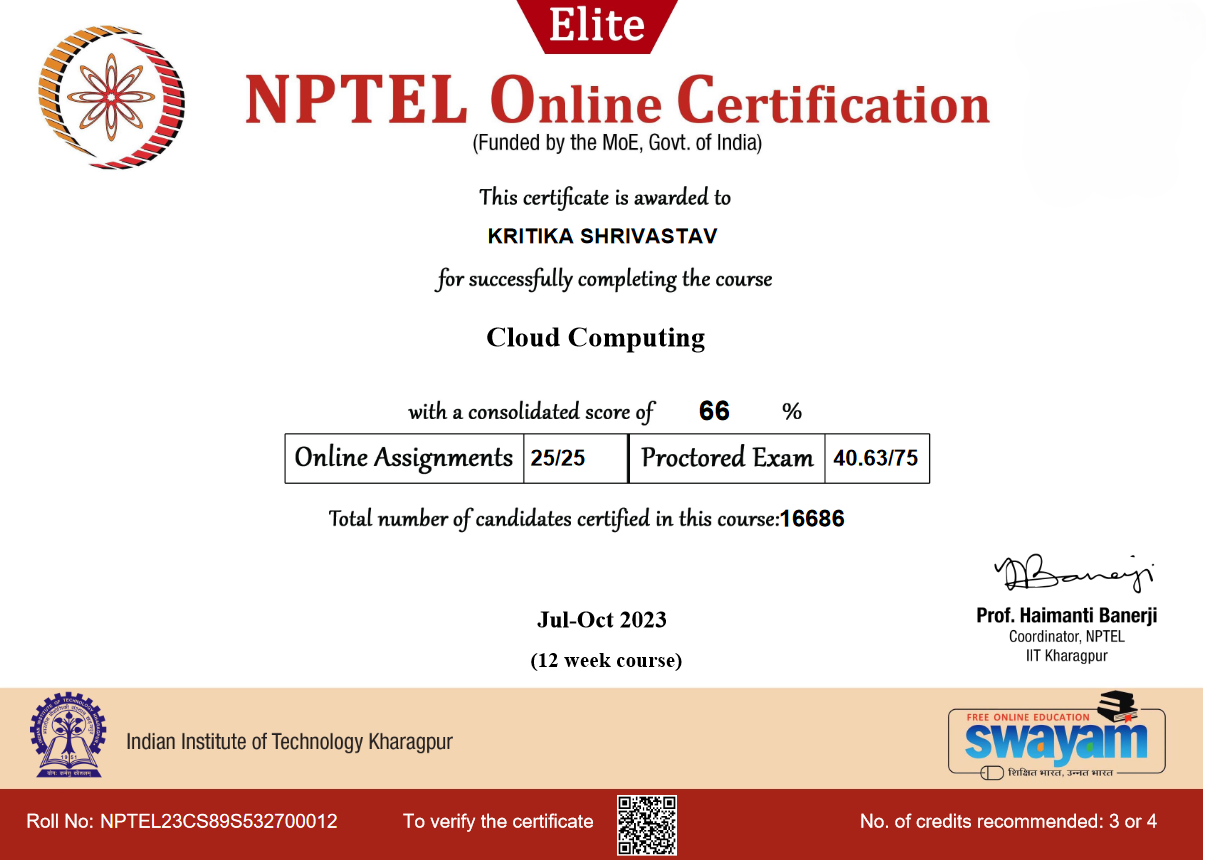 Elite
NPTEL Online Certification
(Funded by the MoE, Govt. of India)
This certificate is awarded to
KRITIKA SHRIVASTAV
for successfully completing the course
Cloud Computing
with a consolidated score of 66 %
Online Assignments 25/25 Proctored Exam 40.63/75
Total number of candidates certified in this course:16686
Banerji
Prof. Haimanti Banerji
Coordinator, NPTEL
IIT Kharagpur
Jul-Oct 2023
(12 week course)
1951
Indian Institute of Technology Kharagpur
FREE ONLINE EDUCATION
swayam
शिक्षित भारत, उन्नत भारत
Roll No: NPTEL23CS89S532700012
To verify the certificate
No. of credits recommended: 3 or 4